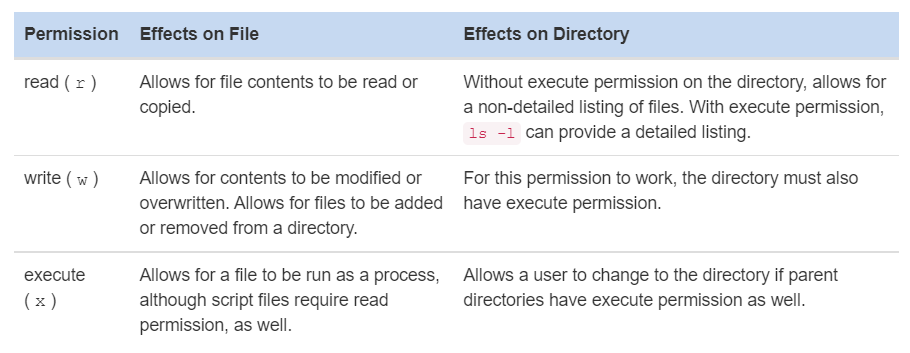 Permission Effects on File Effects on Directory
read ( r ) Allows for file contents to be read or copied. Without execute permission on the directory, allows for a non-detailed listing of files. With execute permission, ls -l can provide a detailed listing.
write ( w ) Allows for contents to be modified or overwritten. Allows for files to be added or removed from a directory. For this permission to work, the directory must also have execute permission.
execute ( x ) Allows for a file to be run as a process, although script files require read permission, as well. Allows a user to change to the directory if parent directories have execute permission as well.